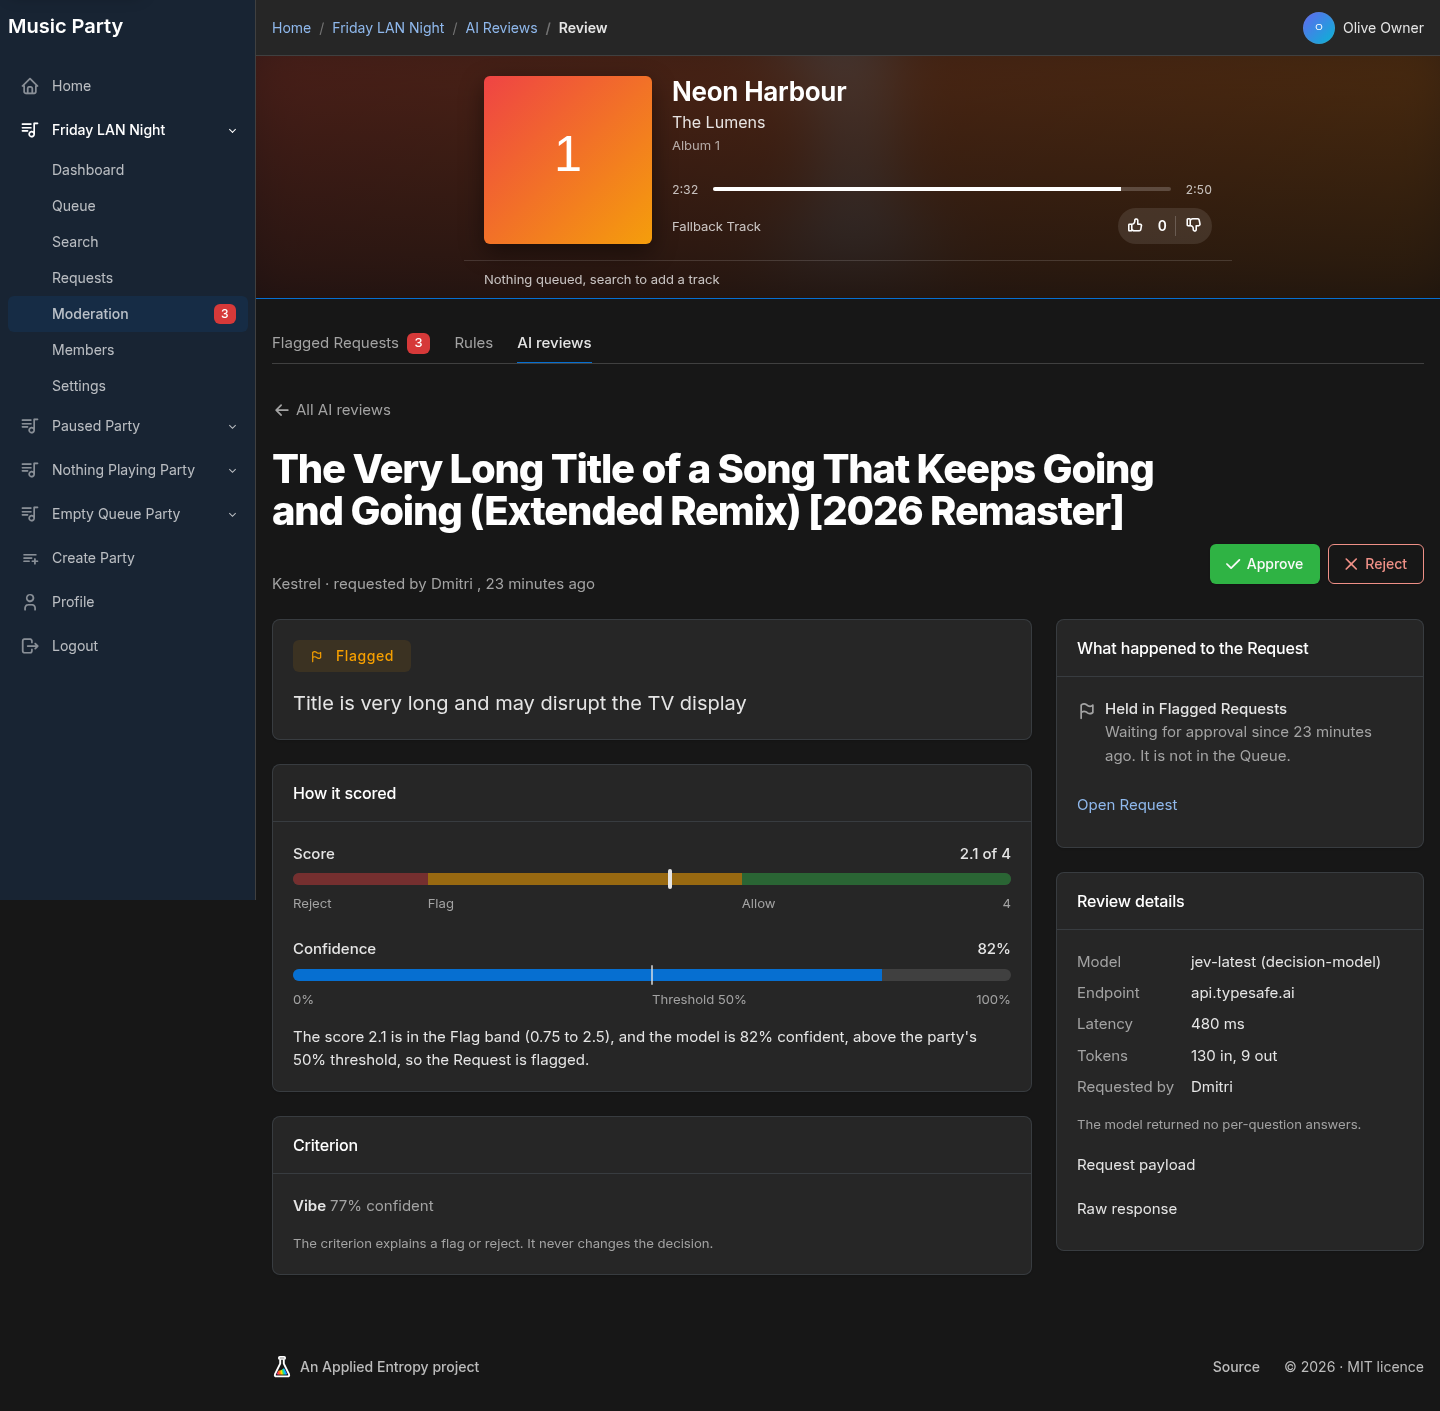 Music Party
Home
Friday LAN Night
Dashboard
Queue
Search
Requests
Moderation 3
Members
Settings
Paused Party
Nothing Playing Party
Empty Queue Party
Create Party
Profile
Logout
Home / Friday LAN Night / AI Reviews / Review
O Olive Owner
1
Neon Harbour
The Lumens
Album 1
2:32 2:50
Fallback Track 0
Nothing queued, search to add a track
Flagged Requests 3 Rules AI reviews
All AI reviews
The Very Long Title of a Song That Keeps Going
and Going (Extended Remix) [2026 Remaster]
Kestrel · requested by Dmitri , 23 minutes ago
Approve Reject
Flagged
Title is very long and may disrupt the TV display
How it scored
Score 2.1 of 4
Reject Flag Allow 4
Confidence 82%
0% Threshold 50% 100%
The score 2.1 is in the Flag band (0.75 to 2.5), and the model is 82% confident, above the party's
50% threshold, so the Request is flagged.
Criterion
Vibe 77% confident
The criterion explains a flag or reject. It never changes the decision.
What happened to the Request
Held in Flagged Requests
Waiting for approval since 23 minutes
ago. It is not in the Queue.
Open Request
Review details
Model jev-latest (decision-model)
Endpoint api.typesafe.ai
Latency 480 ms
Tokens 130 in, 9 out
Requested by Dmitri
The model returned no per-question answers.
Request payload
Raw response
An Applied Entropy project
Source © 2026 · MIT licence